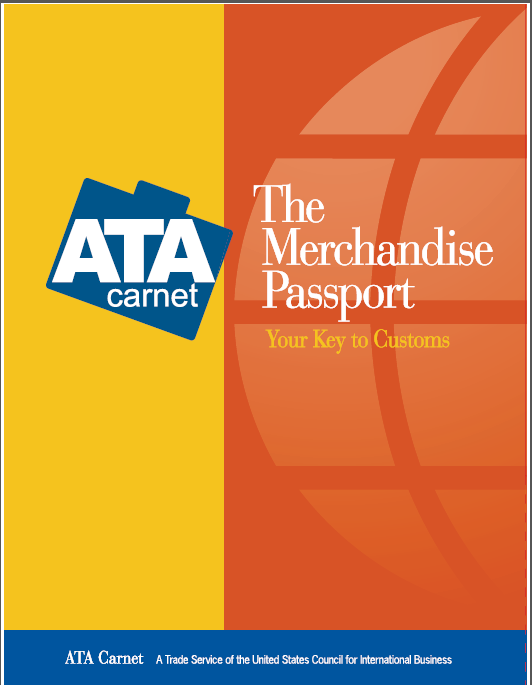 ATA
carnet
The
Merchandise
Passport
Your Key to Customs
ATA Carnet A Trade Service of the United States Council for International Business